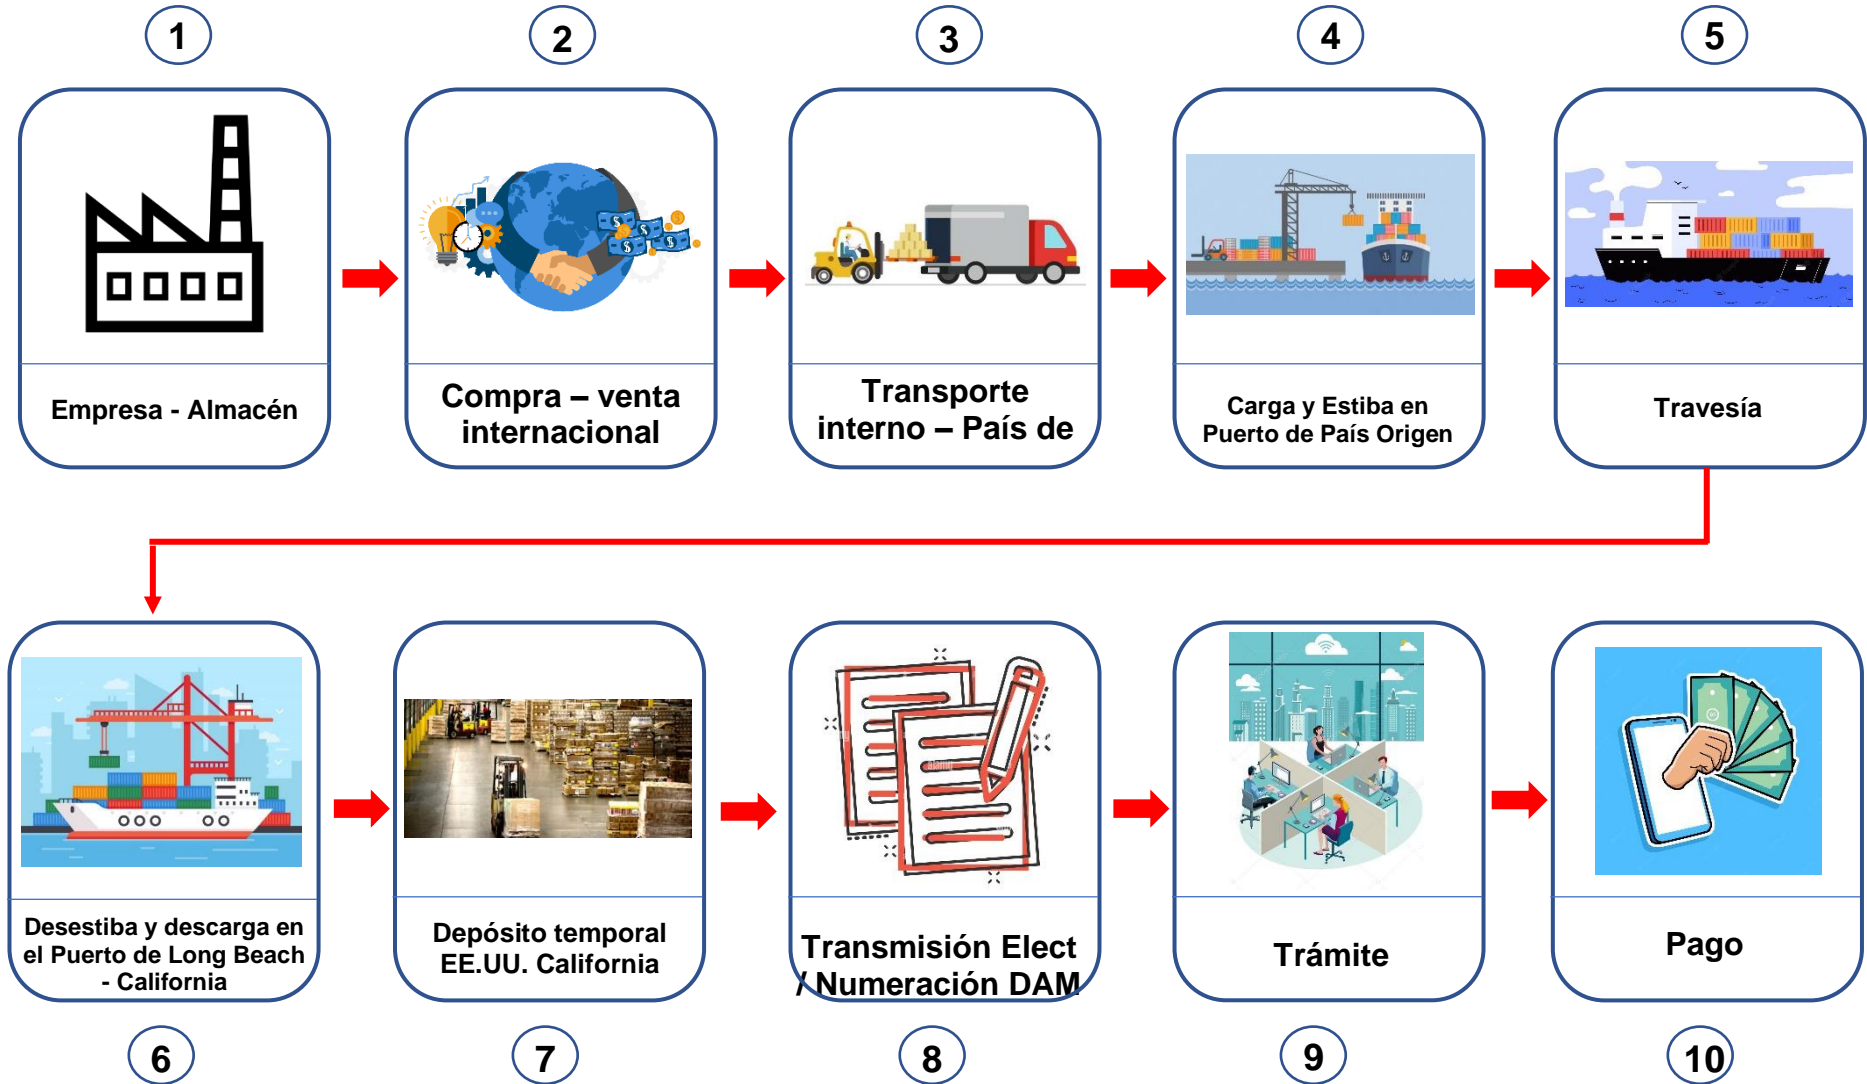 1
2
3
4
5
Empresa - Almacén
Compra – venta
internacional
Transporte
interno – País de
Carga y Estiba en
Puerto de País Origen
Travesía
Desestiba y descarga en
el Puerto de Long Beach
- California
Depósito temporal
EE.UU. California
Transmisión Elect
/ Numeración DAM
Trámite
Pago
6
7
8
9
10